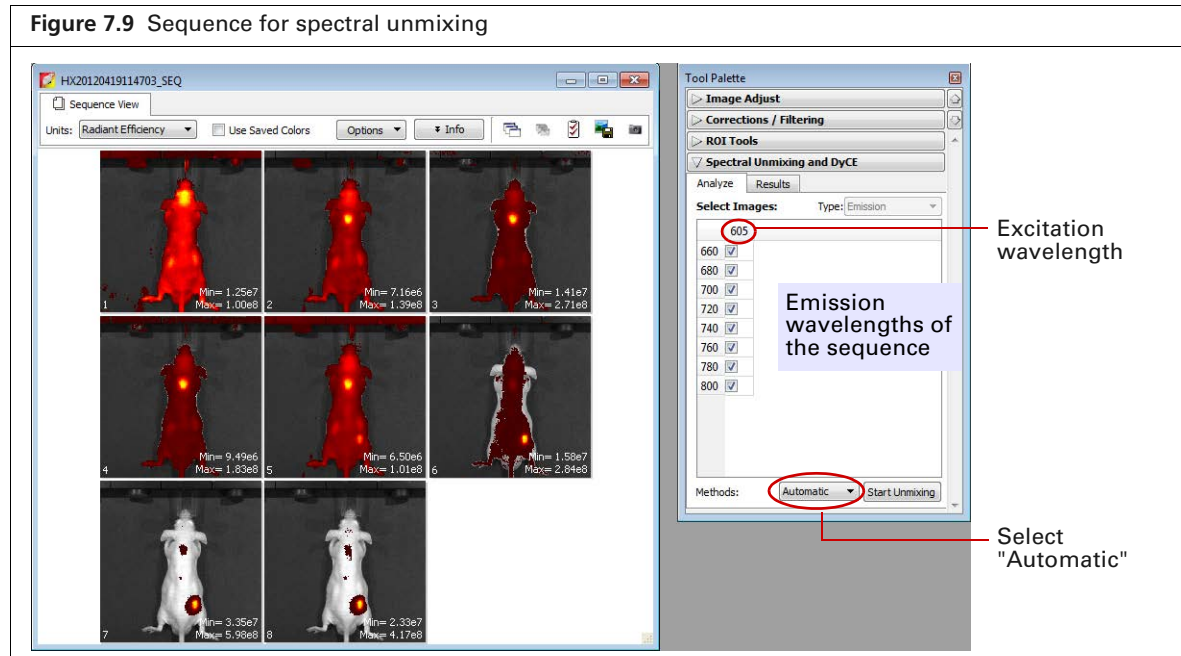 Figure 7.9 Sequence for spectral unmixing
HX20120419114703_SEQ
Sequence View
Units: Radiant Efficiency Use Saved Colors Options Info
1 Min= 1.25e7 Max= 1.00e8
2 Min= 7.16e6 Max= 1.39e8
3 Min= 1.41e7 Max= 2.71e8
4 Min= 9.49e6 Max= 1.83e8
5 Min= 6.50e6 Max= 1.01e8
6 Min= 1.58e7 Max= 2.84e8
7 Min= 3.35e7 Max= 5.98e8
8 Min= 2.33e7 Max= 4.17e8
Tool Palette
Image Adjust
Corrections / Filtering
ROI Tools
Spectral Unmixing and DyCE
Analyze Results
Select Images: Type: Emission
605
660
680
700
720
740
760
780
800
Methods: Automatic Start Unmixing
Excitation
wavelength
Emission
wavelengths of
the sequence
Select
"Automatic"